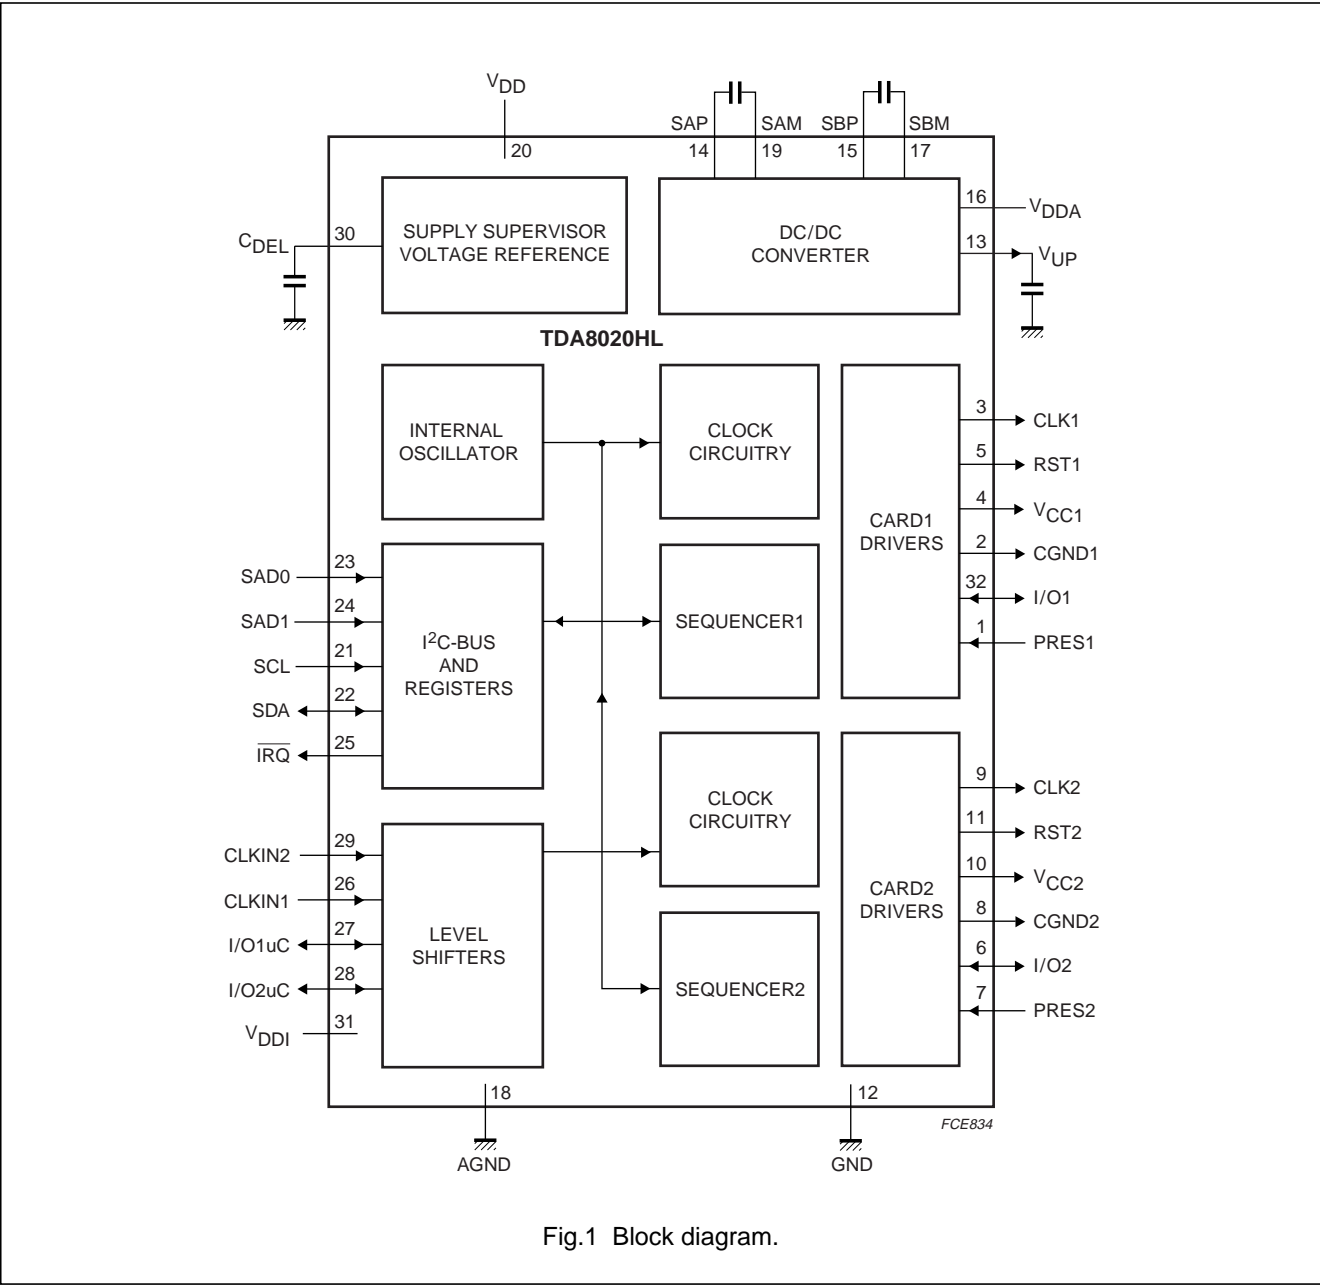 VDD
SAP SAM SBP SBM
20 14 19 15 17
16 VDDA
SUPPLY SUPERVISOR
VOLTAGE REFERENCE
DC/DC
CONVERTER
CDEL 30
13 VUP
TDA8020HL
INTERNAL
OSCILLATOR
CLOCK
CIRCUITRY
CARD1
DRIVERS
3 CLK1
5 RST1
4 VCC1
2 CGND1
32 I/O1
1 PRES1
SAD0 23
SAD1 24
SCL 21
SDA 22
IRQ 25
I2C-BUS
AND
REGISTERS
SEQUENCER1
CLOCK
CIRCUITRY
CARD2
DRIVERS
9 CLK2
11 RST2
10 VCC2
8 CGND2
6 I/O2
7 PRES2
CLKIN2 29
CLKIN1 26
I/O1uC 27
I/O2uC 28
VDDI 31
LEVEL
SHIFTERS
SEQUENCER2
18 12
FCE834
AGND GND
Fig.1 Block diagram.